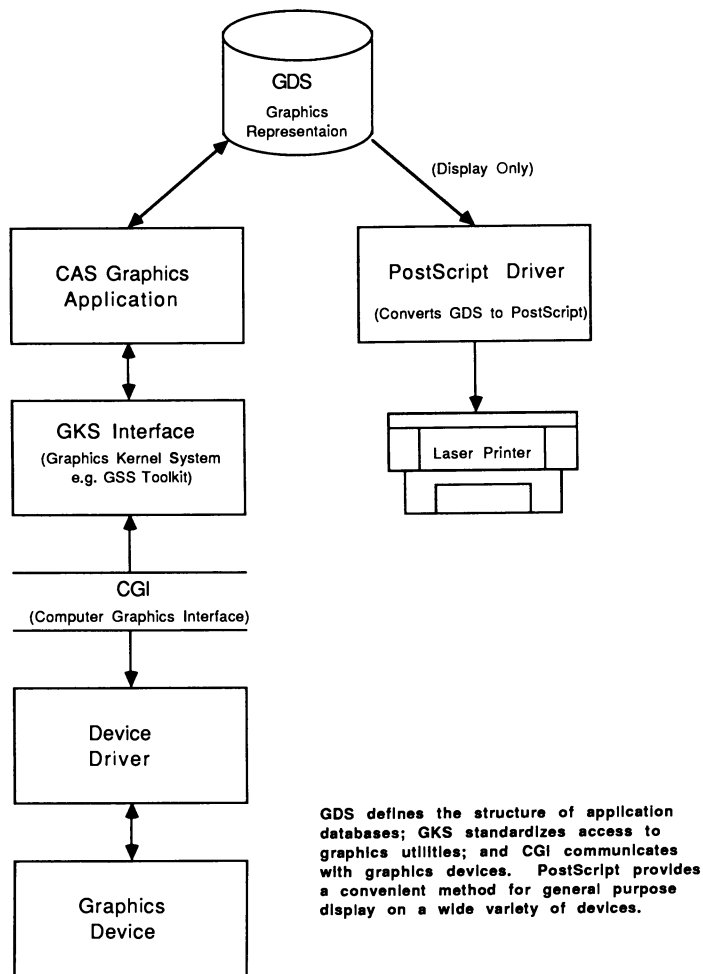 GDS
Graphics
Representaion
(Display Only)
CAS Graphics
Application
PostScript Driver
(Converts GDS to PostScript)
GKS Interface
(Graphics Kernel System
e.g. GSS Toolkit)
Laser Printer
CGI
(Computer Graphics Interface)
Device
Driver
Graphics
Device
GDS defines the structure of application
databases; GKS standardizes access to
graphics utilities; and CGI communicates
with graphics devices. PostScript provides
a convenient method for general purpose
display on a wide variety of devices.